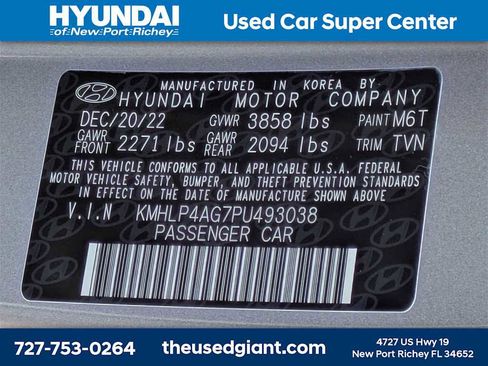 HYUNDAI
of New Port Richey
Used Car Super Center
MANUFACTURED IN KOREA BY
HYUNDAI MOTOR COMPANY
DEC/20/22 GVWR 3858 lbs PAINT M6T
GAWR FRONT 2271 lbs GAWR REAR 2094 lbs TRIM TVN
THIS VEHICLE CONFORMS TO ALL APPLICABLE U.S.A. FEDERAL
MOTOR VEHICLE SAFETY, BUMPER, AND THEFT PREVENTION STANDARDS
IN EFFECT ON THE DATE OF MANUFACTURE SHOWN ABOVE
V.I.N KMHLP4AG7PU493038
PASSENGER CAR
727-753-0264
theusedgiant.com
4727 US Hwy 19
New Port Richey FL 34652